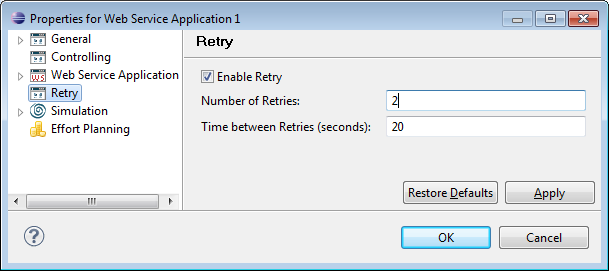 Properties for Web Service Application 1
General
Controlling
Web Service Application
Retry
Simulation
Effort Planning
Retry
Enable Retry
Number of Retries: 2
Time between Retries (seconds): 20
Restore Defaults Apply
? OK Cancel